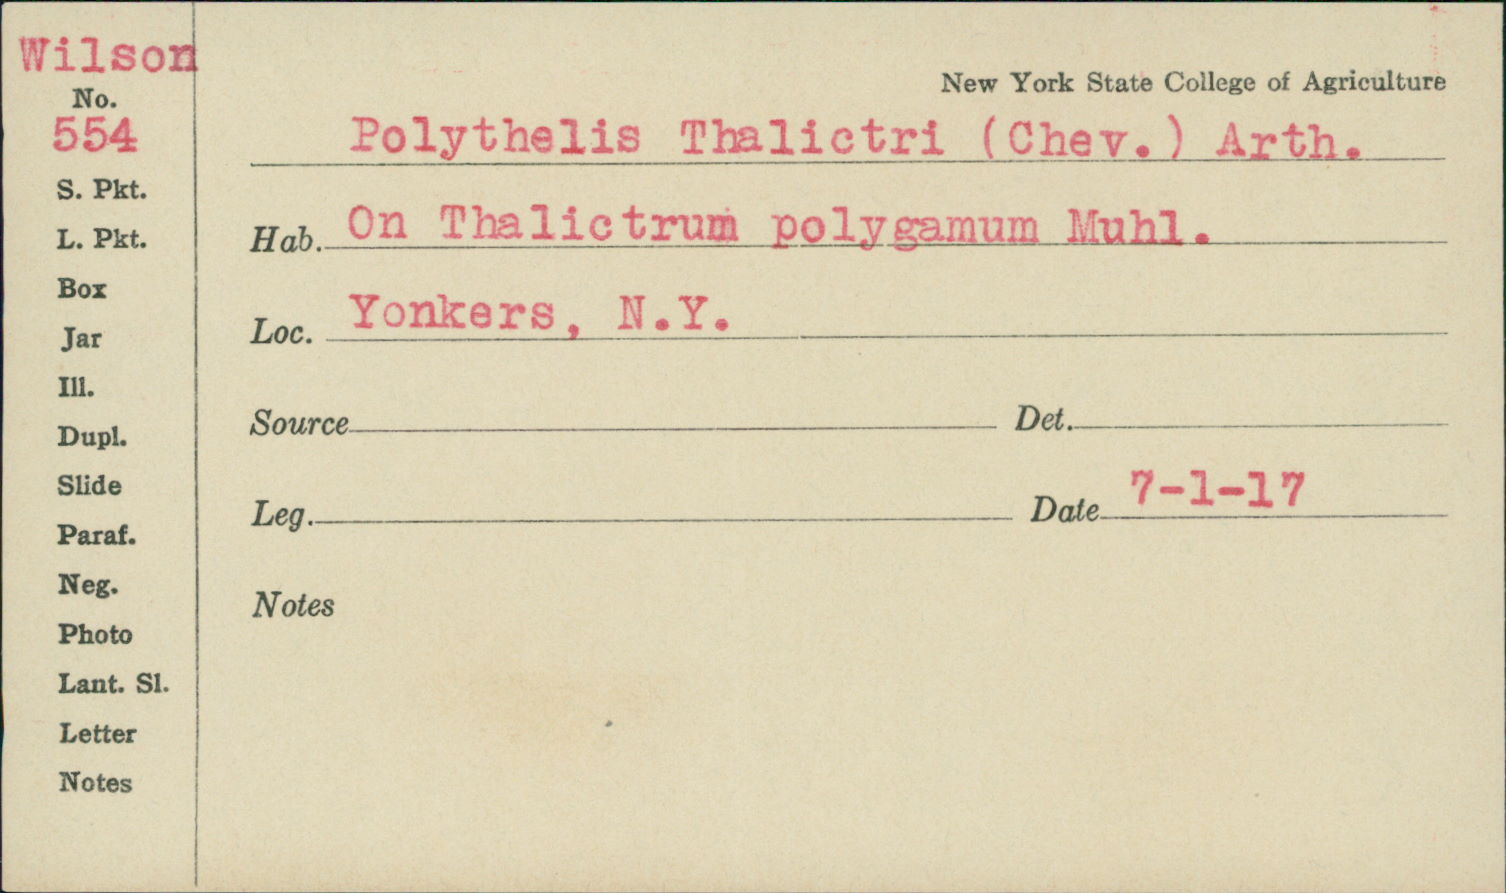 Wilson
No.
554
S. Pkt.
L. Pkt.
Box
Jar
Ill.
Dupl.
Slide
Paraf.
Neg.
Photo
Lant. Sl.
Letter
Notes
New York State College of Agriculture
Polythelis Thalictri (Chev.) Arth.
Hab. On Thalictrum polygamum Muhl.
Loc. Yonkers, N.Y.
Source Det.
Leg. Date 7-1-17
Notes